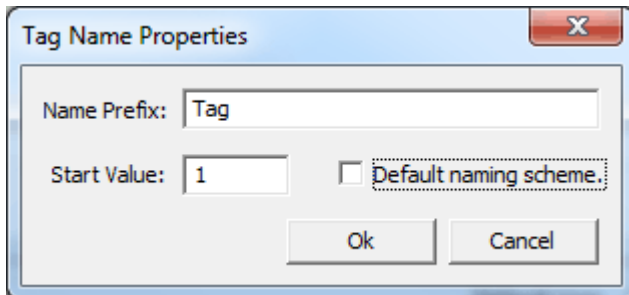 Tag Name Properties
Name Prefix: Tag
Start Value: 1 Default naming scheme.
Ok Cancel